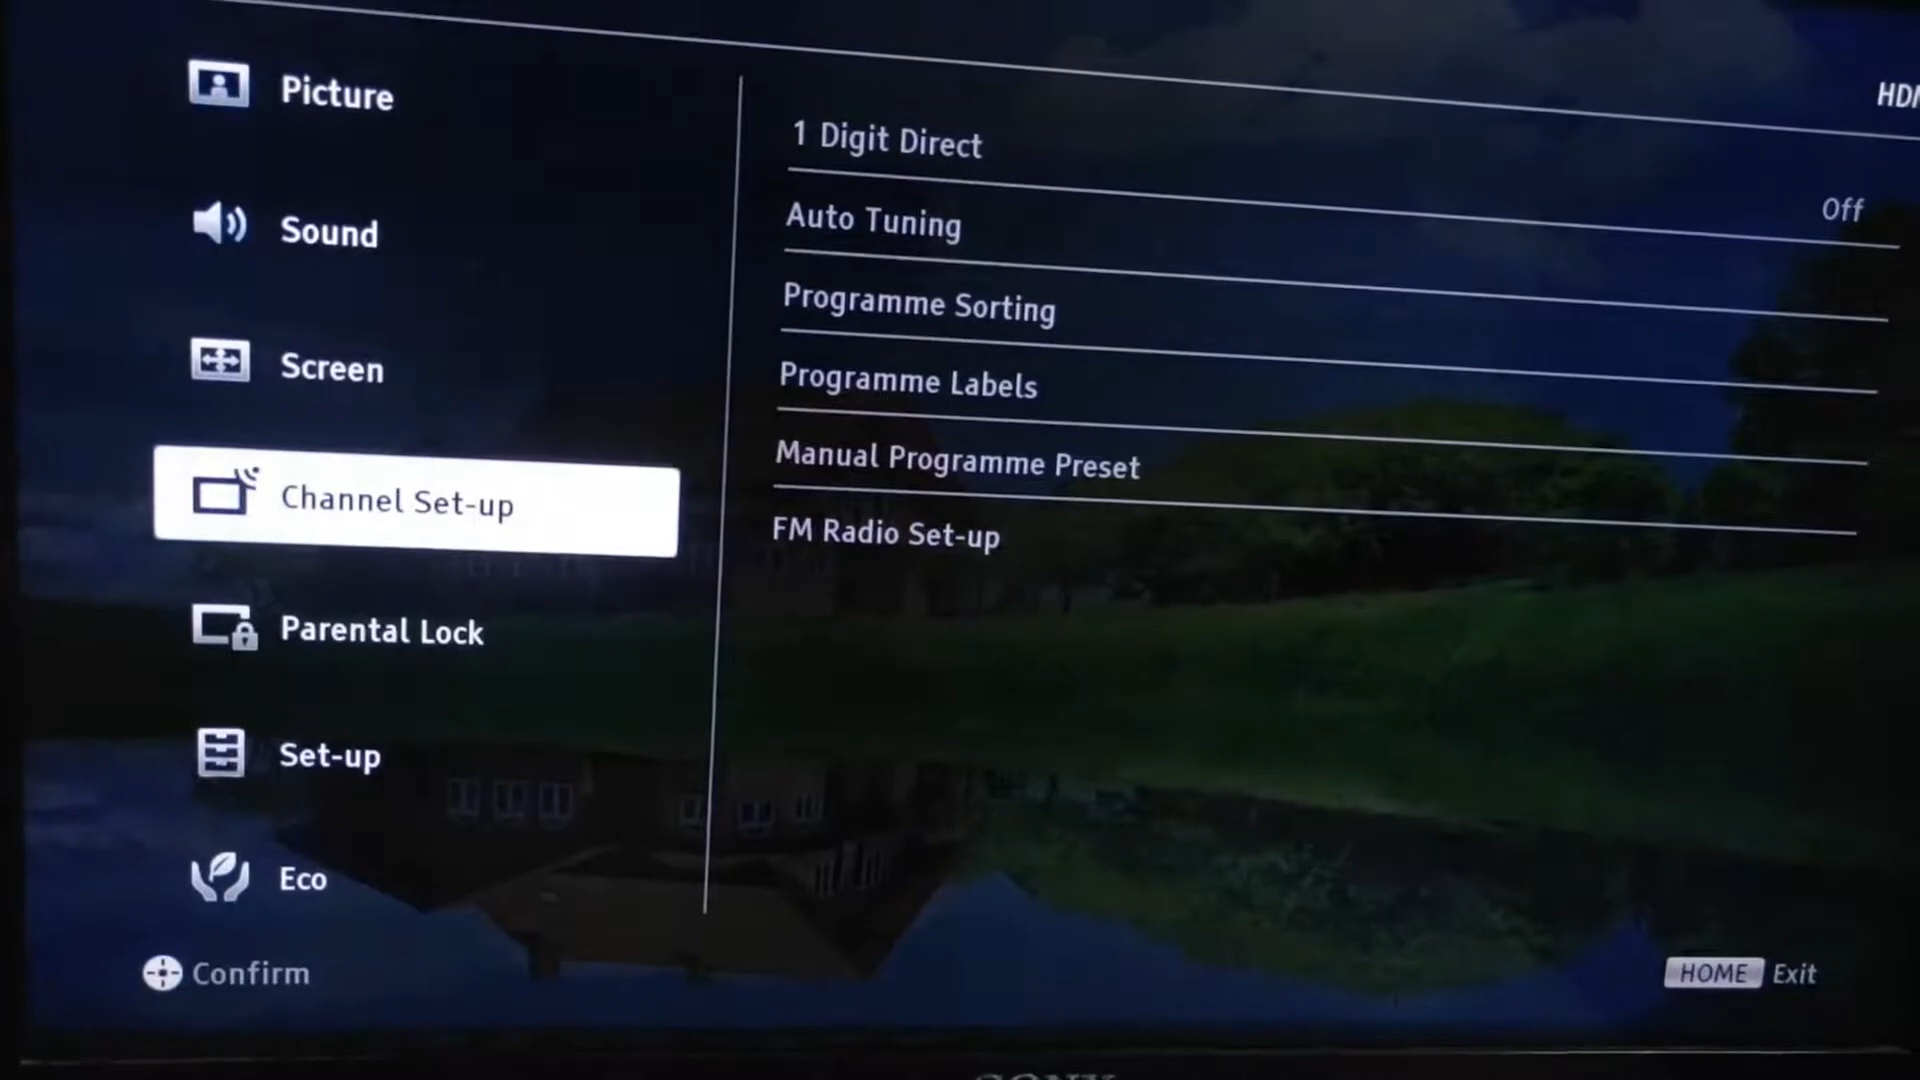 Picture
Sound
Screen
Channel Set-up
Parental Lock
Set-up
Eco
Confirm
1 Digit Direct
Off
Auto Tuning
Programme Sorting
Programme Labels
Manual Programme Preset
FM Radio Set-up
HOME Exit
SONY